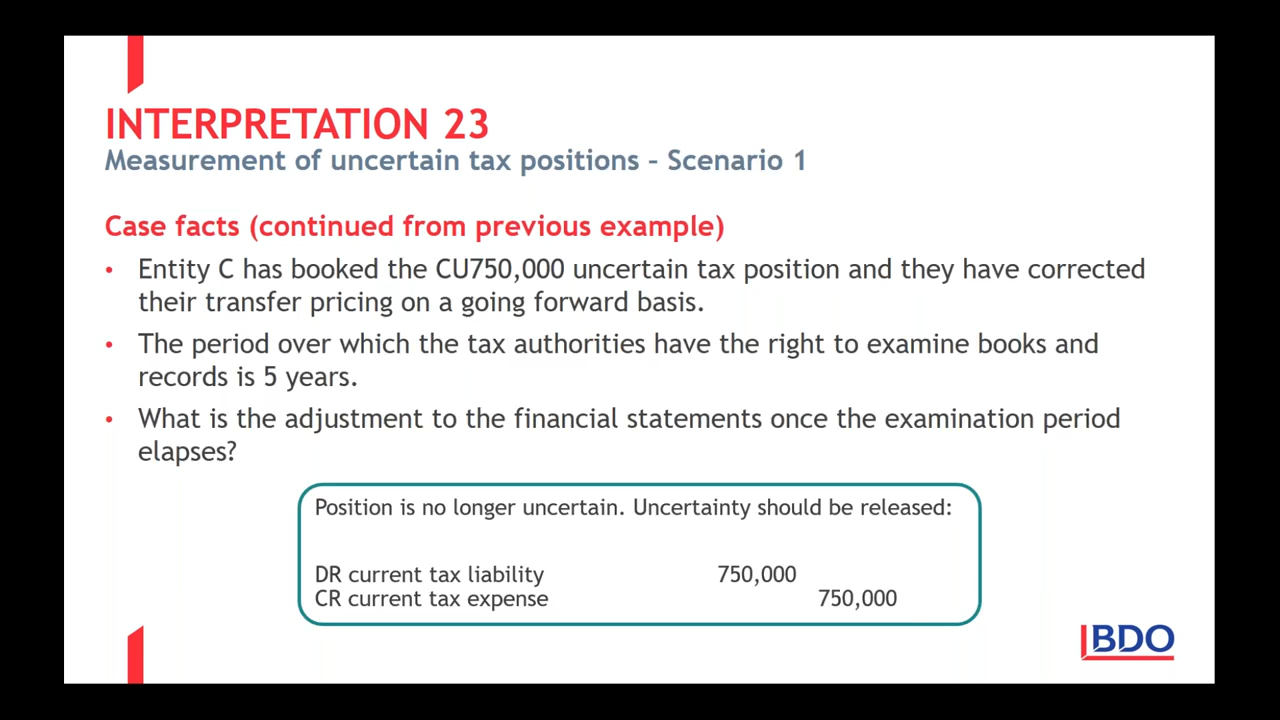 INTERPRETATION 23
Measurement of uncertain tax positions – Scenario 1
Case facts (continued from previous example)
• Entity C has booked the CU750,000 uncertain tax position and they have corrected
their transfer pricing on a going forward basis.
• The period over which the tax authorities have the right to examine books and
records is 5 years.
• What is the adjustment to the financial statements once the examination period
elapses?
Position is no longer uncertain. Uncertainty should be released:
DR current tax liability 750,000
CR current tax expense 750,000
BDO